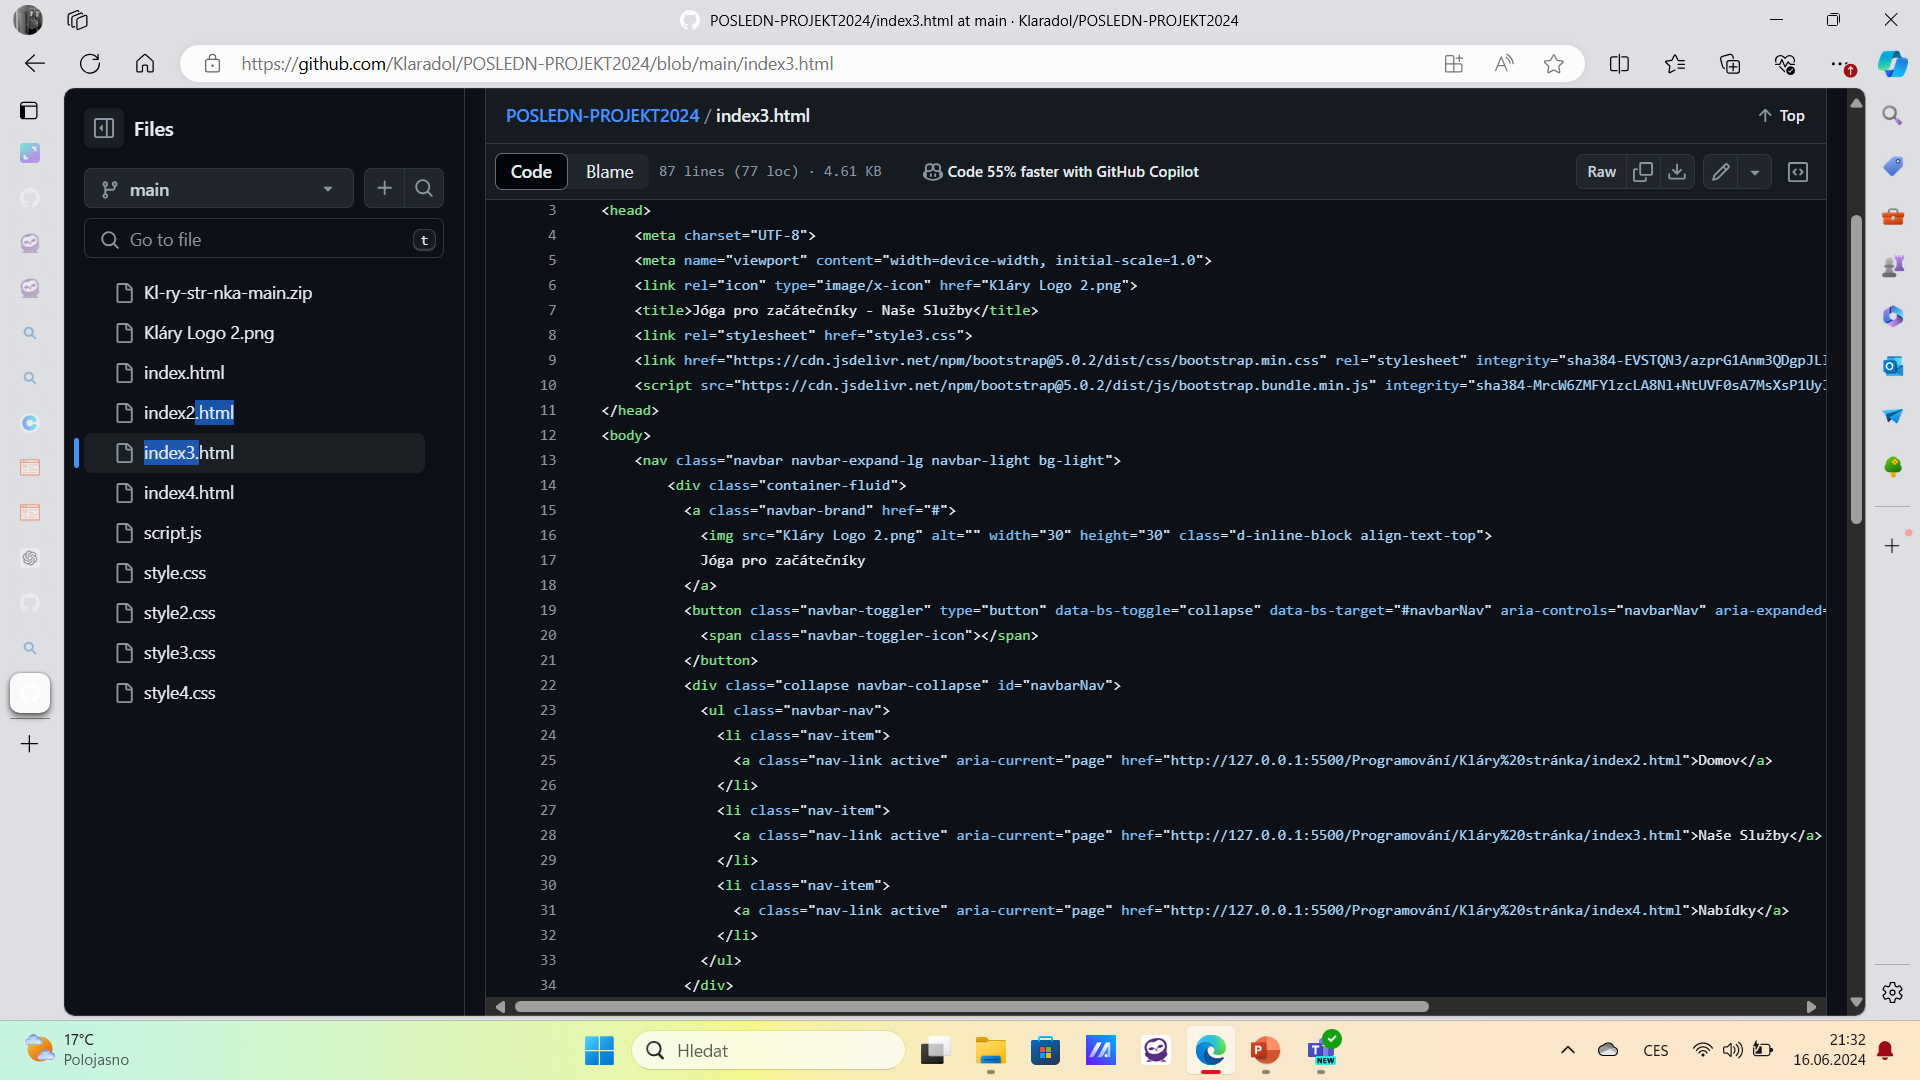 POSLEDN-PROJEKT2024/index3.html at main · Klaradol/POSLEDN-PROJEKT2024
https://github.com/Klaradol/POSLEDN-PROJEKT2024/blob/main/index3.html
Files
main
Go to file
t
Kl-ry-str-nka-main.zip
Kláry Logo 2.png
index.html
index2.html
index3.html
index4.html
script.js
style.css
style2.css
style3.css
style4.css
POSLEDN-PROJEKT2024 / index3.html
Top
Code Blame 87 lines (77 loc) · 4.61 KB Code 55% faster with GitHub Copilot Raw
3 <head>
4 <meta charset="UTF-8">
5 <meta name="viewport" content="width=device-width, initial-scale=1.0">
6 <link rel="icon" type="image/x-icon" href="Kláry Logo 2.png">
7 <title>Jóga pro začátečníky - Naše Služby</title>
8 <link rel="stylesheet" href="style3.css">
9 <link href="https://cdn.jsdelivr.net/npm/bootstrap@5.0.2/dist/css/bootstrap.min.css" rel="stylesheet" integrity="sha384-EVSTQN3/azprG1Anm3QDgpJLI
10 <script src="https://cdn.jsdelivr.net/npm/bootstrap@5.0.2/dist/js/bootstrap.bundle.min.js" integrity="sha384-MrcW6ZMFYlzcLA8Nl+NtUVF0sA7MsXsP1UyJ
11 </head>
12 <body>
13 <nav class="navbar navbar-expand-lg navbar-light bg-light">
14 <div class="container-fluid">
15 <a class="navbar-brand" href="#">
16 <img src="Kláry Logo 2.png" alt="" width="30" height="30" class="d-inline-block align-text-top">
17 Jóga pro začátečníky
18 </a>
19 <button class="navbar-toggler" type="button" data-bs-toggle="collapse" data-bs-target="#navbarNav" aria-controls="navbarNav" aria-expanded=
20 <span class="navbar-toggler-icon"></span>
21 </button>
22 <div class="collapse navbar-collapse" id="navbarNav">
23 <ul class="navbar-nav">
24 <li class="nav-item">
25 <a class="nav-link active" aria-current="page" href="http://127.0.0.1:5500/Programování/Kláry%20stránka/index2.html">Domov</a>
26 </li>
27 <li class="nav-item">
28 <a class="nav-link active" aria-current="page" href="http://127.0.0.1:5500/Programování/Kláry%20stránka/index3.html">Naše Služby</a>
29 </li>
30 <li class="nav-item">
31 <a class="nav-link active" aria-current="page" href="http://127.0.0.1:5500/Programování/Kláry%20stránka/index4.html">Nabídky</a>
32 </li>
33 </ul>
34 </div>
17°C
Polojasno
Hledat
NEW
CES
21:32
16.06.2024